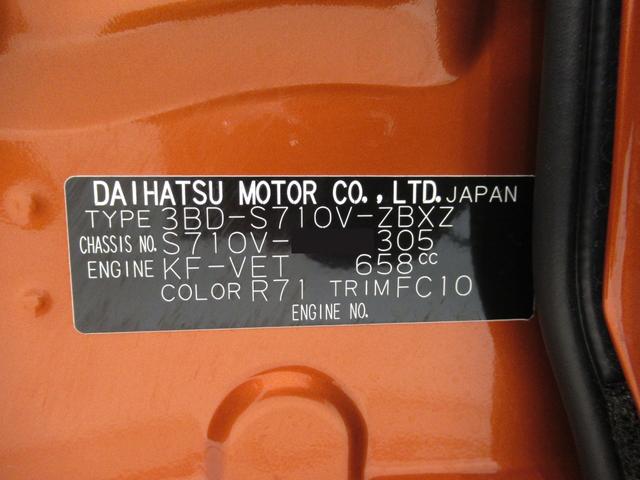 DAIHATSU MOTOR CO.,LTD. JAPAN
TYPE 3BD-S710V-ZBXZ
CHASSIS NO. S710V- 305
ENGINE KF-VET 658cc
COLOR R71 TRIM FC10
ENGINE NO.